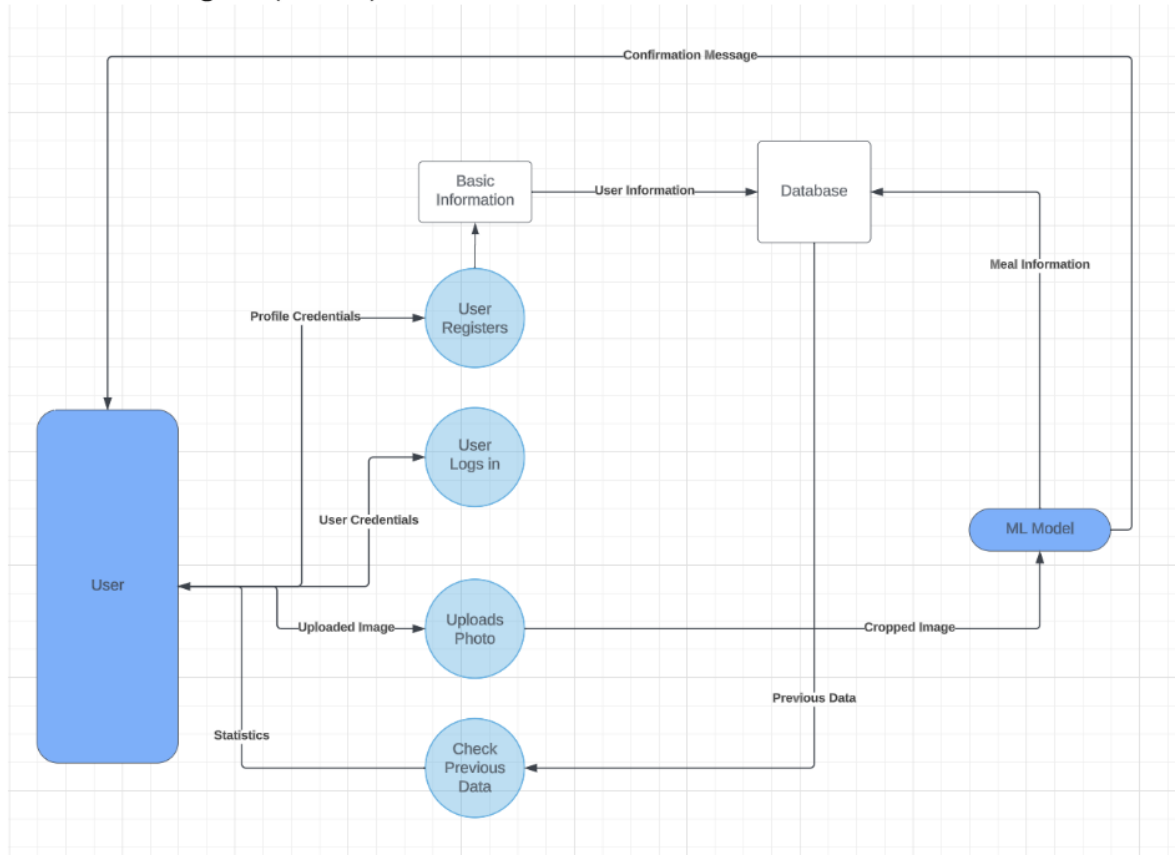 Confirmation Message
Basic
Information
User Information
Database
Meal Information
User
Registers
Profile Credentials
User
Logs in
User Credentials
ML Model
User
Uploaded Image
Uploads
Photo
Cropped Image
Previous Data
Statistics
Check
Previous
Data